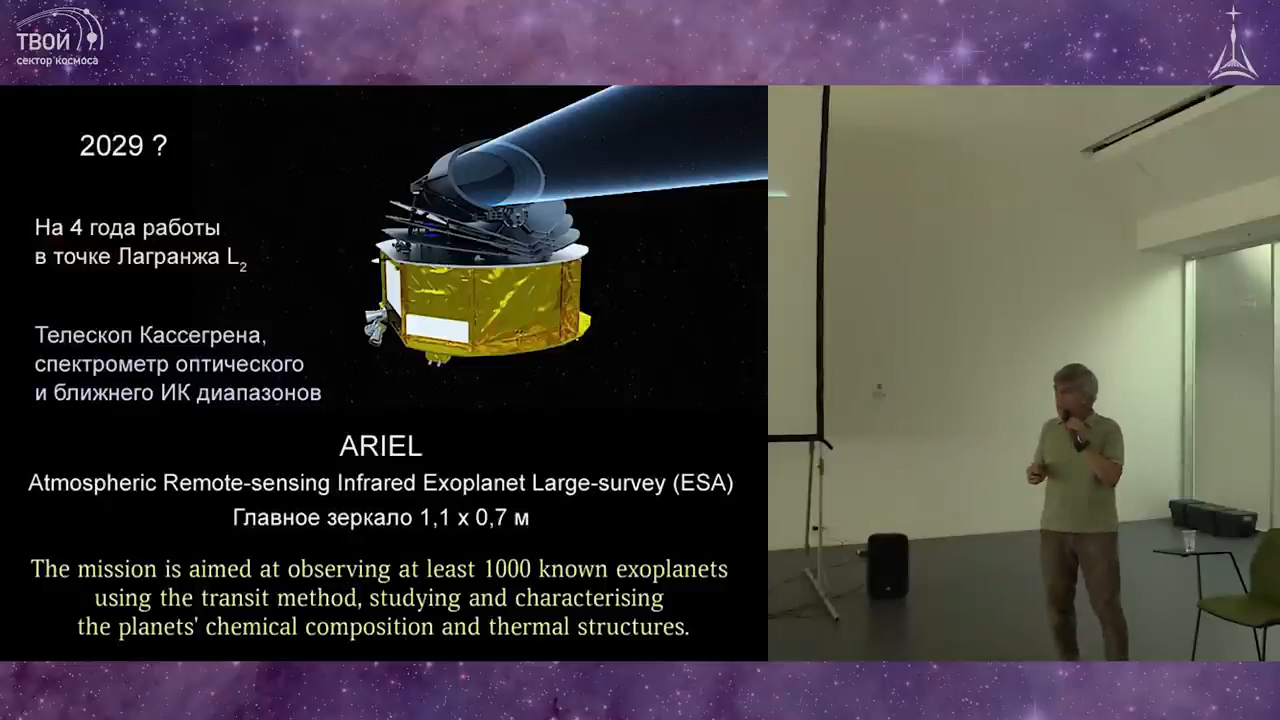 ТВОЙ
сектор космоса
2029 ?
На 4 года работы
в точке Лагранжа L2
Телескоп Кассегрена,
спектрометр оптического
и ближнего ИК диапазонов
ARIEL
Atmospheric Remote-sensing Infrared Exoplanet Large-survey (ESA)
Главное зеркало 1,1 x 0,7 м
The mission is aimed at observing at least 1000 known exoplanets
using the transit method, studying and characterising
the planets' chemical composition and thermal structures.